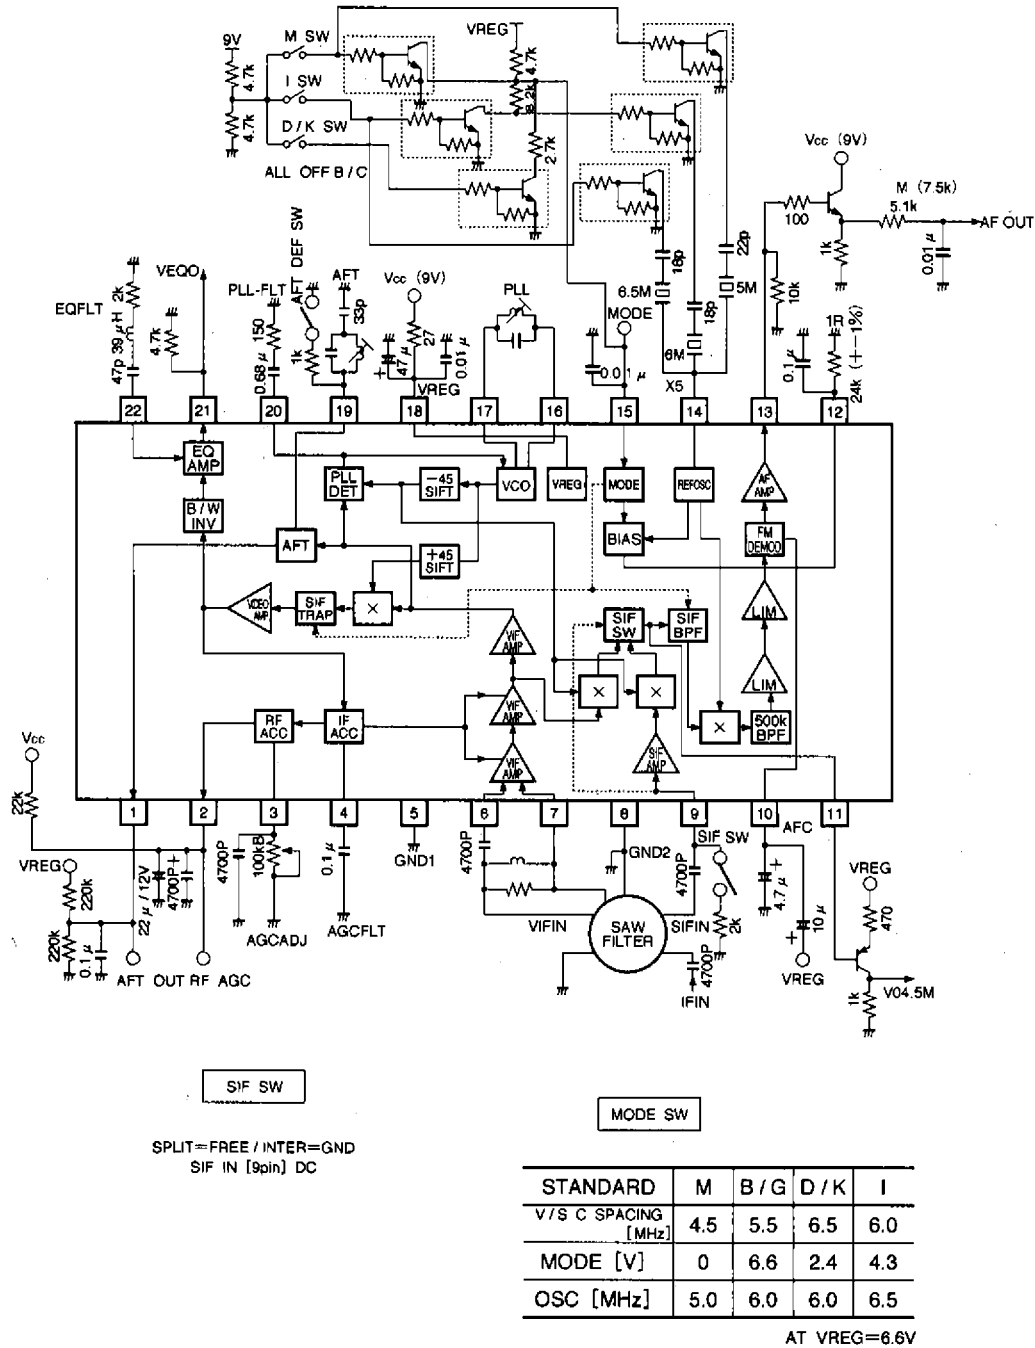 M SW
9V
4.7k
I SW
4.7k
D/K SW
ALL OFF B/C
VREG
4.7k
8.2k
2.7k
Vcc (9V)
100
M (7.5k)
5.1k
AF OUT
1k
0.01μ
10k
VEQO
EQFLT
2k
39μH
47p
4.7k
PLL-FLT
150
0.68μ
AFT DEF SW
1k
AFT
33p
Vcc (9V)
47μ
27
0.01μ
VREG
PLL
6.5M
18p
22p
5M
MODE
18p
6M
0.01μ
X5
0.1μ
1R
24k (+-1%)
22 21 20 19 18 17 16 15 14 13 12
EQ AMP
PLL DET
-45 SIFT
VCO
VREG
MODE
REFOSC
AF AMP
B/W INV
AFT
+45 SIFT
BIAS
FM DEMOD
VIDEO AMP
SIF TRAP
×
VIF AMP
SIF SW
SIF BPF
LIM
LIM
× ×
RF ACC
IF ACC
VIF AMP
VIF AMP
SIF AMP
×
500k BPF
1 2 3 4 5 6 7 8 9 10 11
Vcc
22k
VREG
220k
220k
0.1μ
22μ/12V
4700P
AFT OUT
RF AGC
4700P
100kB
AGCADJ
0.1μ
AGCFLT
GND1
4700P
VIFIN
GND2
SAW FILTER
4700P
SIFIN
SIF SW
2k
4700P
IFIN
AFC
4.7μ
10μ
VREG
VREG
470
V04.5M
1k
SIF SW
SPLIT=FREE/INTER=GND
SIF IN [9pin] DC
MODE SW
STANDARD M B/G D/K I
V/S C SPACING [MHz] 4.5 5.5 6.5 6.0
MODE [V] 0 6.6 2.4 4.3
OSC [MHz] 5.0 6.0 6.0 6.5
AT VREG=6.6V